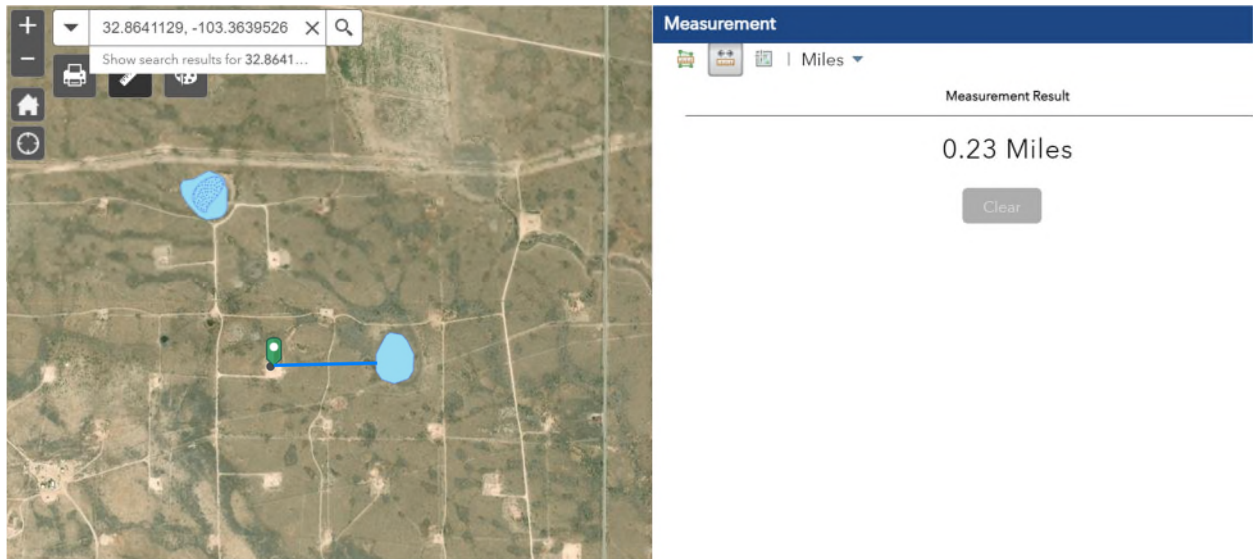 +
32.8641129, -103.3639526
Show search results for 32.8641...
−
Measurement
Miles
Measurement Result
0.23 Miles
Clear